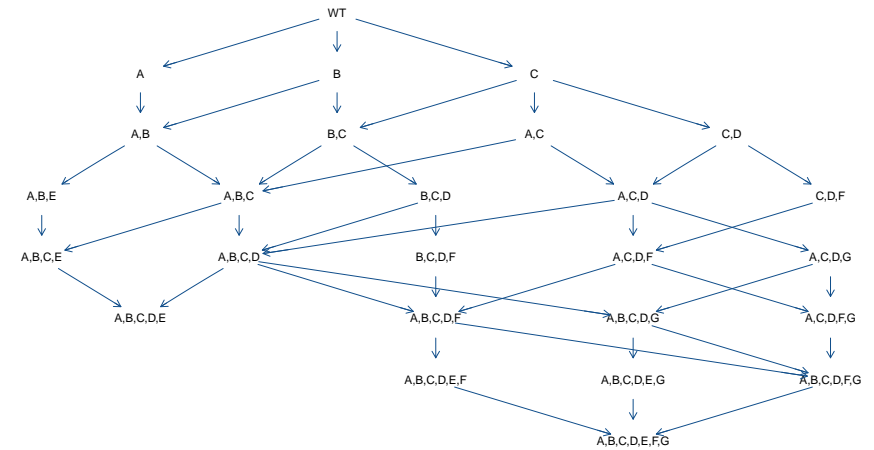 WT
A
B
C
A,B
B,C
A,C
C,D
A,B,E
A,B,C
B,C,D
A,C,D
C,D,F
A,B,C,E
A,B,C,D
B,C,D,F
A,C,D,F
A,C,D,G
A,B,C,D,E
A,B,C,D,F
A,B,C,D,G
A,C,D,F,G
A,B,C,D,E,F
A,B,C,D,E,G
A,B,C,D,F,G
A,B,C,D,E,F,G